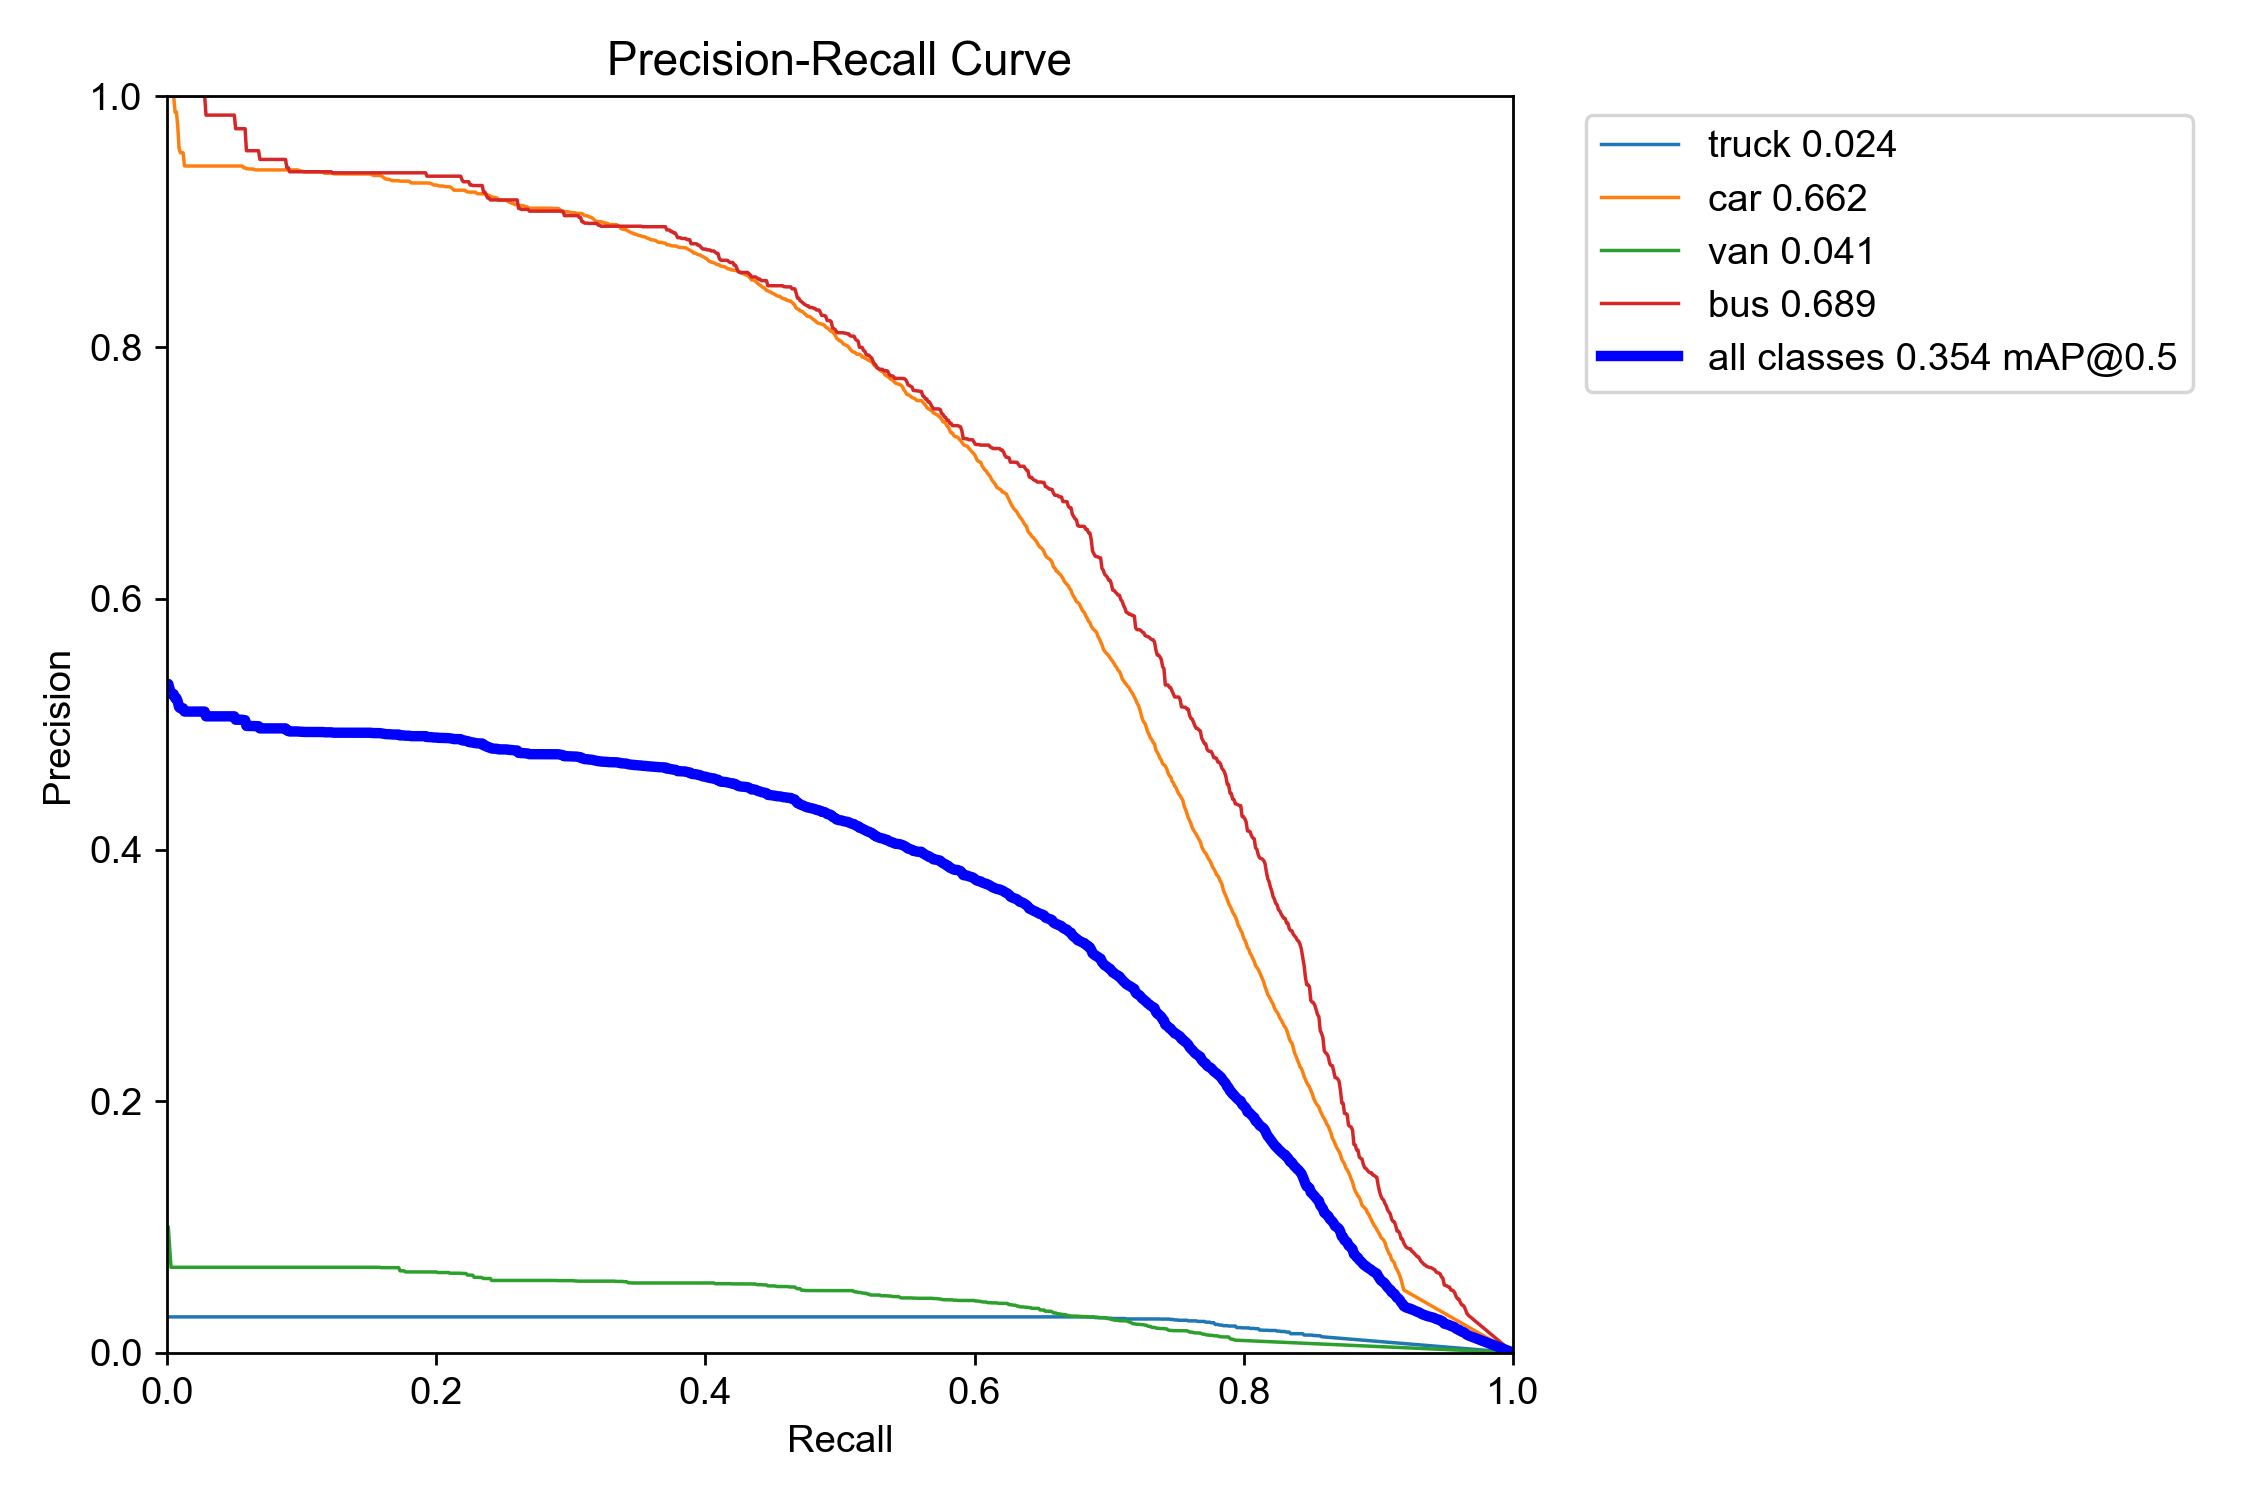 Precision-Recall Curve
1.0
0.8
0.6
0.4
0.2
0.0
Precision
0.0 0.2 0.4 0.6 0.8 1.0
Recall
truck 0.024
car 0.662
van 0.041
bus 0.689
all classes 0.354 mAP@0.5